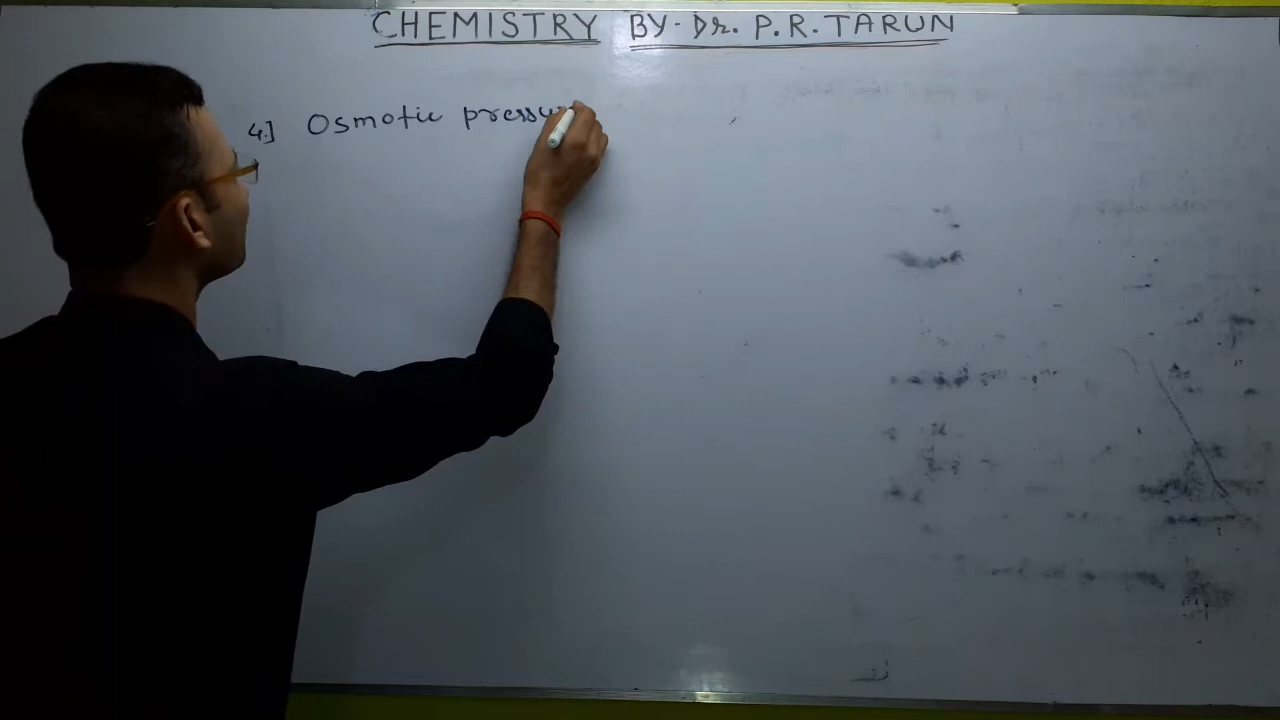 CHEMISTRY BY- Dr. P.R. TARUN
4.] Osmotic pressu